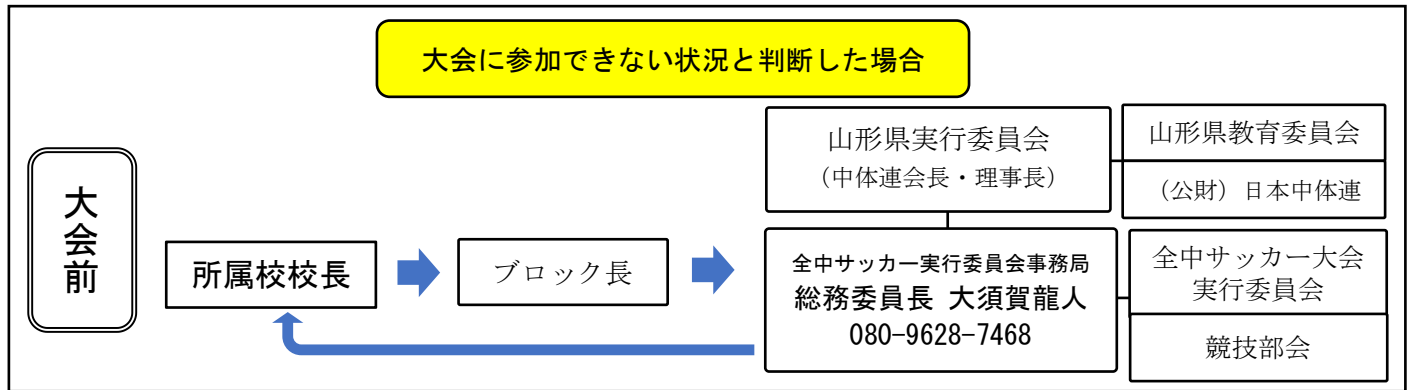 大会に参加できない状況と判断した場合
大会前
所属校校長
ブロック長
山形県実行委員会
（中体連会長・理事長）
山形県教育委員会
（公財）日本中体連
全中サッカー実行委員会事務局
総務委員長 大須賀龍人
080-9628-7468
全中サッカー大会
実行委員会
競技部会